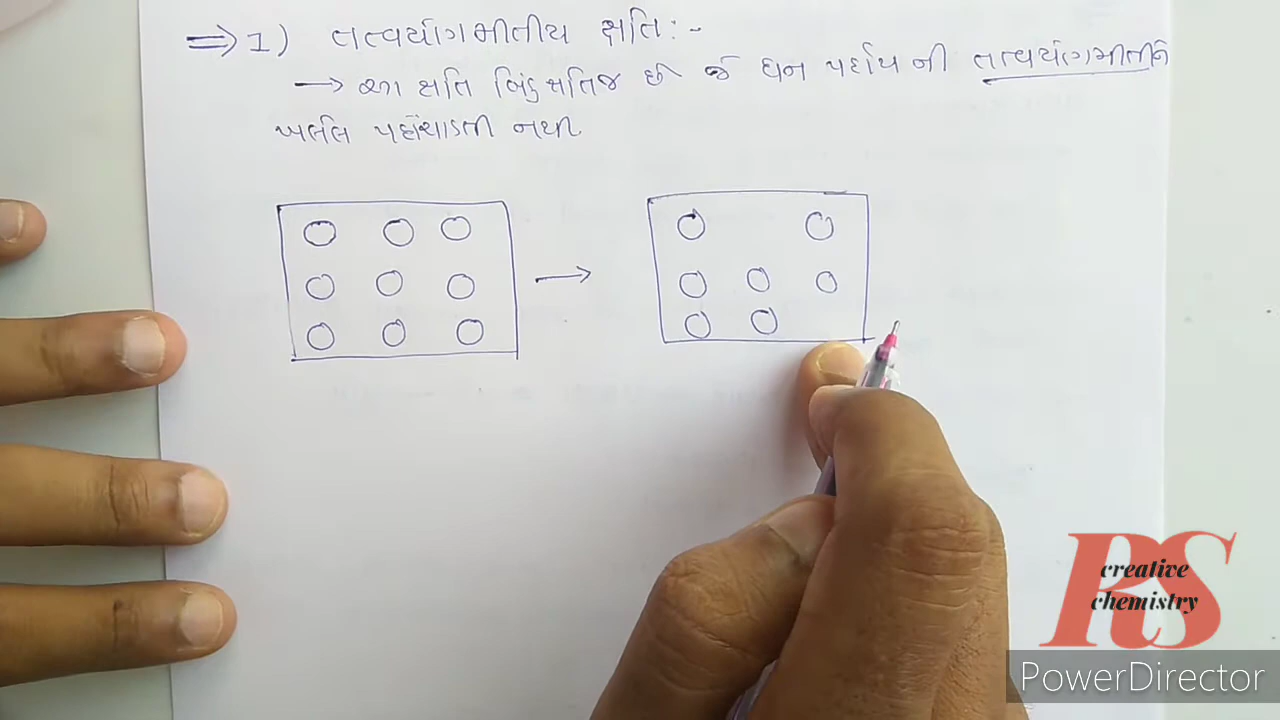 ⇒ 1) તત્વયોગમીતીય ક્ષતિ :-
→ આ ક્ષતિ બિંદુ ક્ષતિજ છે જે ઘન પદાર્થ ની તત્વયોગમીતીને
ખલેલ પહોંચાડતી નથી.
→
RS
creative
chemistry
PowerDirector